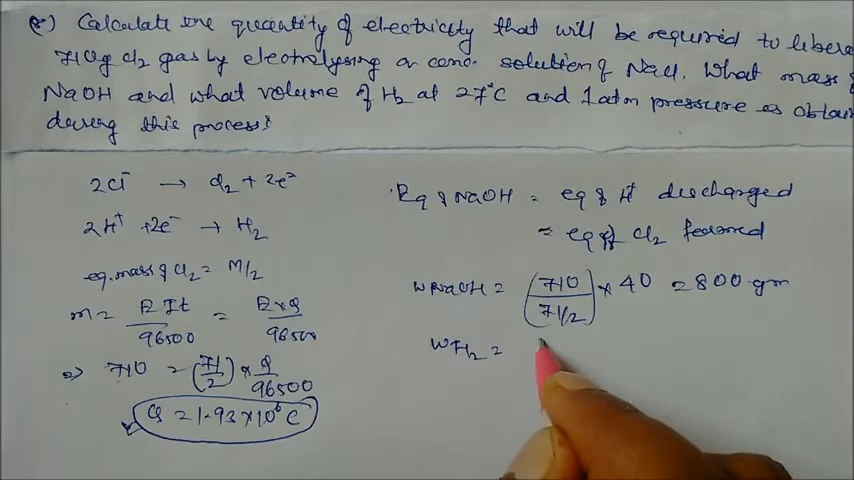 Q) Calculate the quantity of electricity that will be required to libera
710g Cl2 gas by electrolysing a conc. solution of NaCl. What mass of
NaOH and what volume of H2 at 27°C and 1atm pressure is obtain
during this process?
2Cl⁻ → Cl2 + 2e⁻
2H⁺ + 2e⁻ → H2
eq. mass of Cl2 = M/2
m = EIt/96500 = E×Q/96500
⇒ 710 = (71/2) × Q/96500
Q = 1.93×10⁶ C
Eq of NaOH = eq of H⁺ discharged
= eq of Cl2 formed
WNaOH = (710/71/2) × 40 = 800 gm
WH2 =